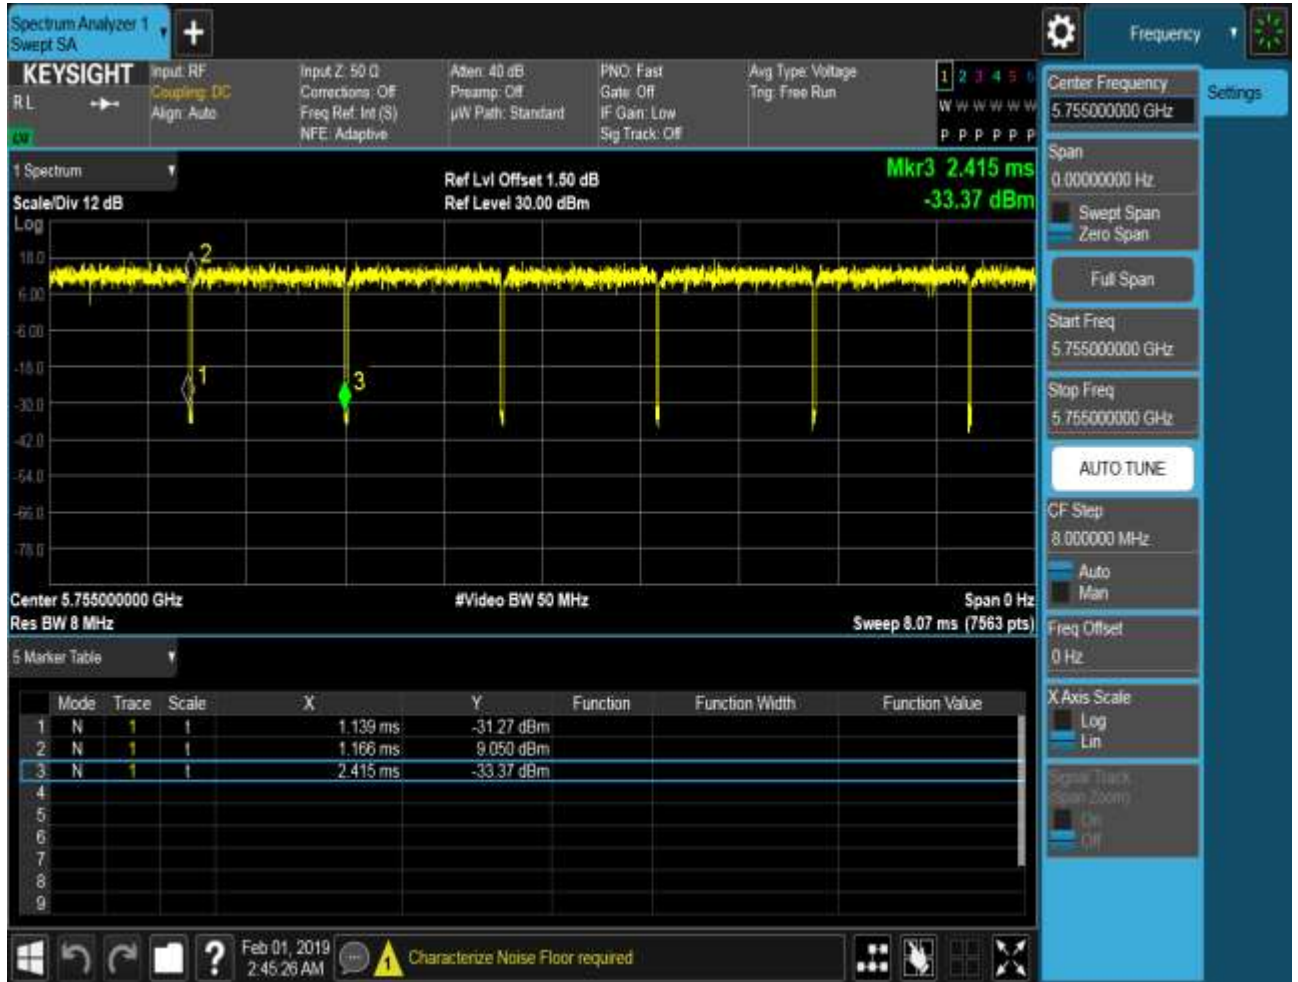 Spectrum Analyzer 1
Swept SA
Frequency
KEYSIGHT
RL
Input: RF
Coupling: DC
Align: Auto
Input Z: 50 Ω
Corrections: Off
Freq Ref: Int (S)
NFE: Adaptive
Atten: 40 dB
Preamp: Off
µW Path: Standard
PNO: Fast
Gate: Off
IF Gain: Low
Sig Track: Off
Avg Type: Voltage
Trig: Free Run
1 2 3 4 5 6
W W W W W W
P P P P P P
1 Spectrum
Scale/Div 12 dB
Log
Ref Lvl Offset 1.50 dB
Ref Level 30.00 dBm
Mkr3 2.415 ms
-33.37 dBm
18.0
6.00
-6.00
-18.0
-30.0
-42.0
-54.0
-66.0
-78.0
2
1
3
Center 5.755000000 GHz
#Video BW 50 MHz
Span 0 Hz
Res BW 8 MHz
Sweep 8.07 ms (7563 pts)
5 Marker Table
Mode Trace Scale X Y Function Function Width Function Value
1 N 1 t 1.139 ms -31.27 dBm
2 N 1 t 1.166 ms 9.050 dBm
3 N 1 t 2.415 ms -33.37 dBm
4
5
6
7
8
9
Feb 01, 2019
2:45:26 AM
1
Characterize Noise Floor required
Settings
Center Frequency
5.755000000 GHz
Span
0.00000000 Hz
Swept Span
Zero Span
Full Span
Start Freq
5.755000000 GHz
Stop Freq
5.755000000 GHz
AUTO TUNE
CF Step
8.000000 MHz
Auto
Man
Freq Offset
0 Hz
X Axis Scale
Log
Lin
Signal Track
(Span Zoom)
On
Off